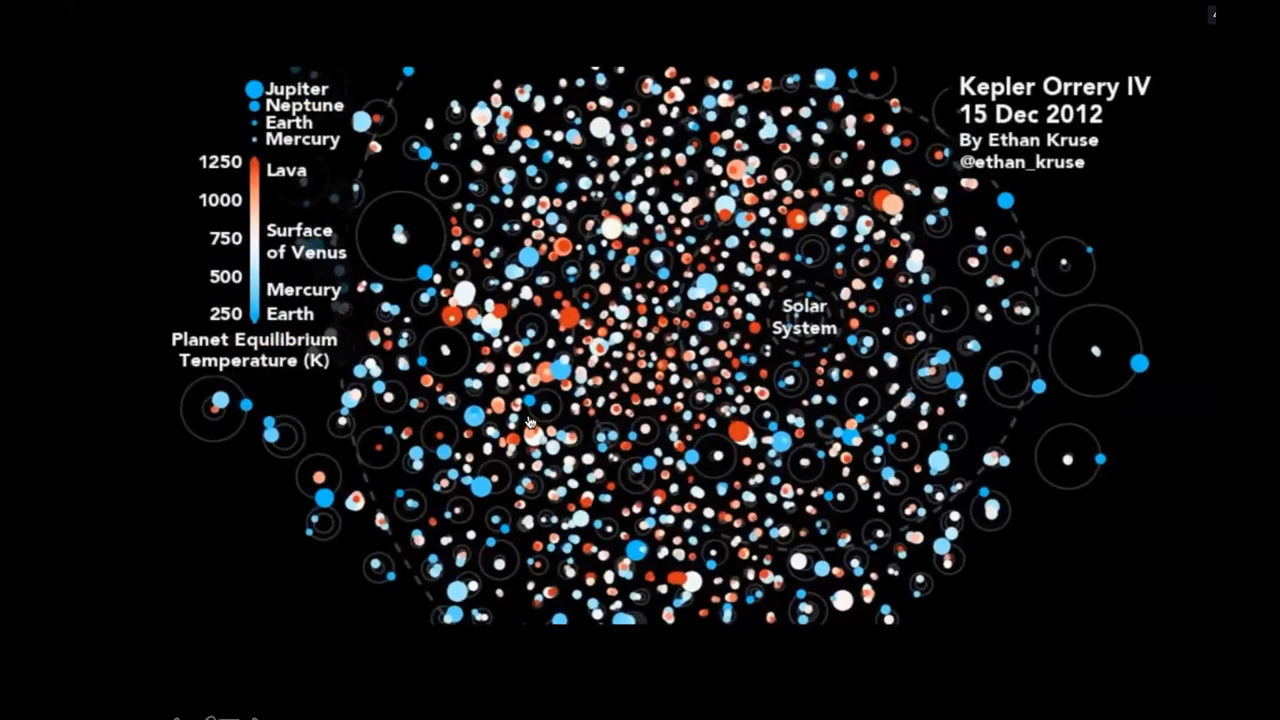 Jupiter
Neptune
Earth
Mercury
1250
Lava
1000
750
Surface
of Venus
500
Mercury
250
Earth
Planet Equilibrium
Temperature (K)
Solar
System
Kepler Orrery IV
15 Dec 2012
By Ethan Kruse
@ethan_kruse